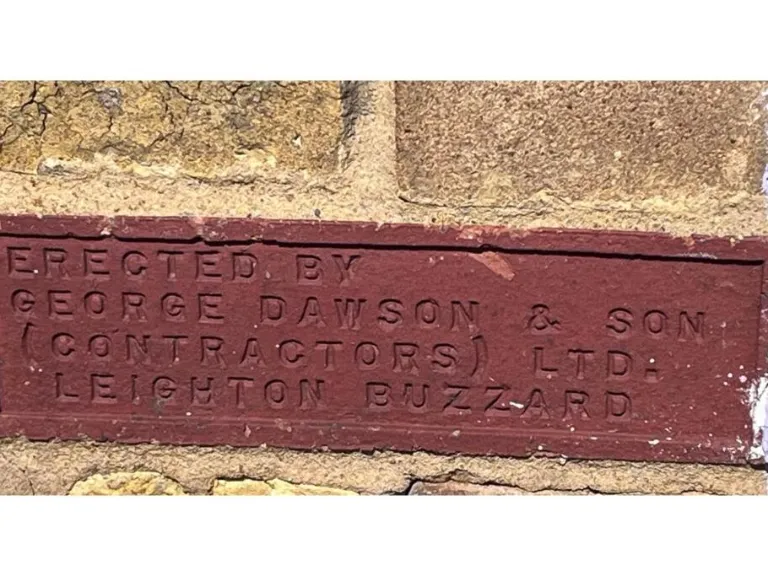 ERECTED BY
GEORGE DAWSON & SON
(CONTRACTORS) LTD.
LEIGHTON BUZZARD